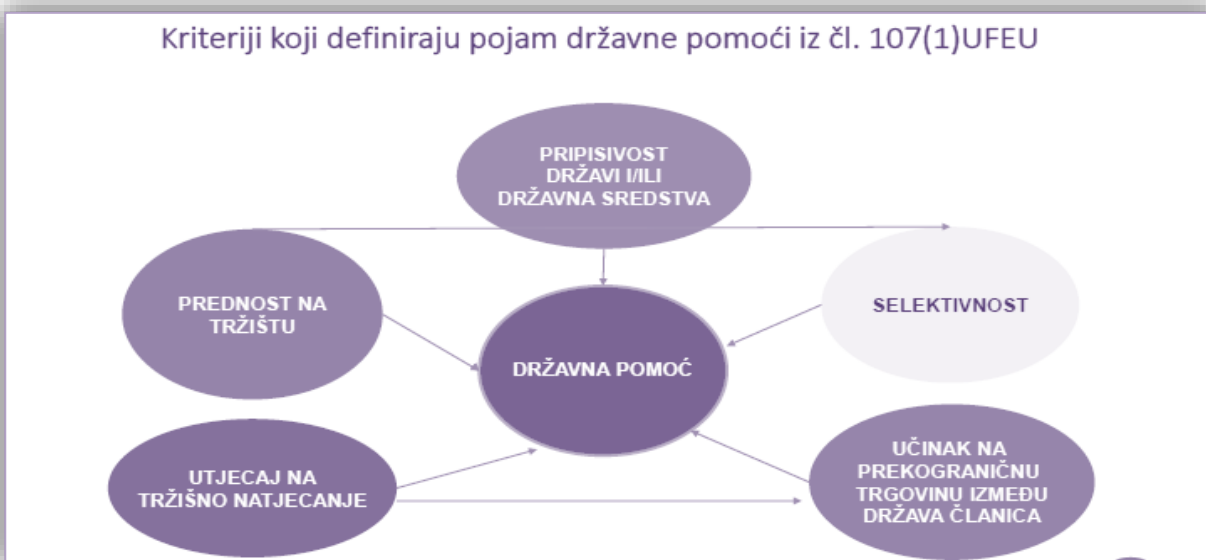 Kriteriji koji definiraju pojam državne pomoći iz čl. 107(1)UFEU
PRIPISIVOST
DRŽAVI I/ILI
DRŽAVNA SREDSTVA
PREDNOST NA
TRŽIŠTU
SELEKTIVNOST
DRŽAVNA POMOĆ
UTJECAJ NA
TRŽIŠNO NATJECANJE
UČINAK NA
PREKOGRANIČNU
TRGOVINU IZMEĐU
DRŽAVA ČLANICA